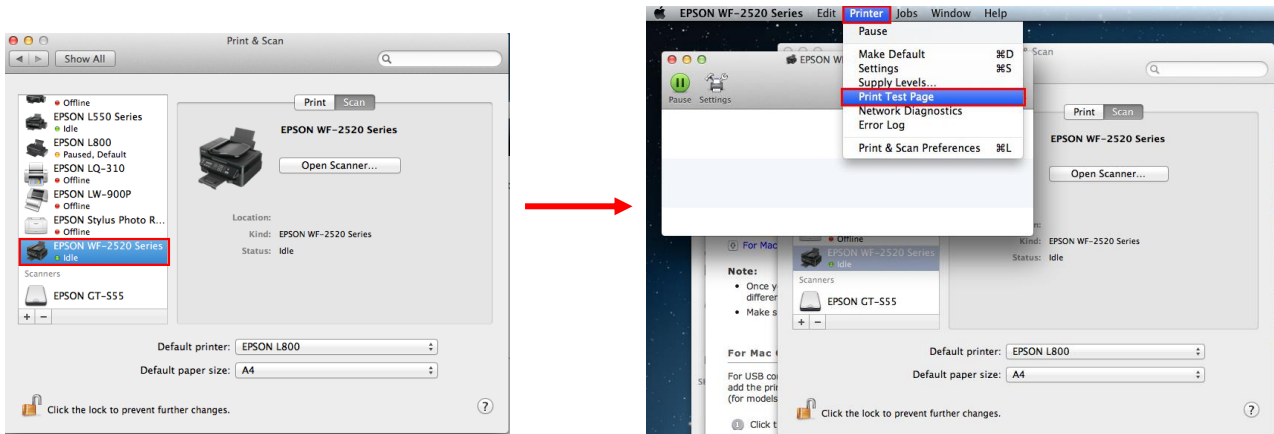 Print & Scan
Show All
Offline
EPSON L550 Series
Idle
EPSON L800
Paused, Default
EPSON LQ-310
Offline
EPSON LW-900P
Offline
EPSON Stylus Photo R...
Offline
EPSON WF-2520 Series
Idle
Scanners
EPSON GT-S55
+ −
Print Scan
EPSON WF-2520 Series
Open Scanner...
Location:
Kind: EPSON WF-2520 Series
Status: Idle
Default printer: EPSON L800
Default paper size: A4
Click the lock to prevent further changes.
?
EPSON WF-2520 Series Edit Printer Jobs Window Help
Pause
Make Default ⌘D
Settings ⌘S
Supply Levels...
Print Test Page
Network Diagnostics
Error Log
Print & Scan Preferences ⌘L
EPSON W
Pause Settings
Scan
Print Scan
EPSON WF-2520 Series
Open Scanner...
Kind: EPSON WF-2520 Series
Status: Idle
Offline
EPSON WF-2520 Series
Idle
Scanners
EPSON GT-S55
+ −
For Mac
Note:
• Once y
differer
• Make s
For Mac
For USB co
add the pri
(for models
Click t
Default printer: EPSON L800
Default paper size: A4
Click the lock to prevent further changes.
?